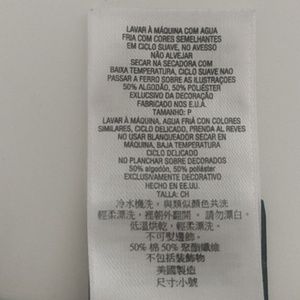 LAVAR À MÁQUINA COM AGUA
FRIA COM CORES SEMELHANTES
EM CICLO SUAVE, NO AVESSO
NÃO ALVEJAR
SECAR NA SECADORA COM
BAIXA TEMPERATURA, CICLO SUAVE NAO
PASSAR A FERRO SOBRE AS ILUSTRAÇOES
50% ALGODÃO, 50% POLIÉSTER
EXLUCSIVO DA DECORAÇÃO
FABRICADO NOS E.U.A.
TAMANHO: P
LAVAR À MÁQUINA, AGUA FRIÁ CON COLORES
SIMILARES, CICLO DELICADO, PRENDA AL REVES
NO USAR BLANQUEADOR SECAR EN
MÁQUINA, BAJA TEMPERATURA
CICLO DELICADO
NO PLANCHAR SOBRE DECORADOS
50% algodón, 50% poliéster
EXCLUSIVAMENTE DECORATIVO
HECHO EN EE.UU.
TALLA: CH
冷水機洗，與類似顏色共洗
輕柔漂洗，裡朝外翻開，請勿漂白。
低溫烘乾，輕柔漂洗，
不可熨邊飾。
50% 棉 50% 聚酯纖維
不包括裝飾物
美國製造
尺寸:小號